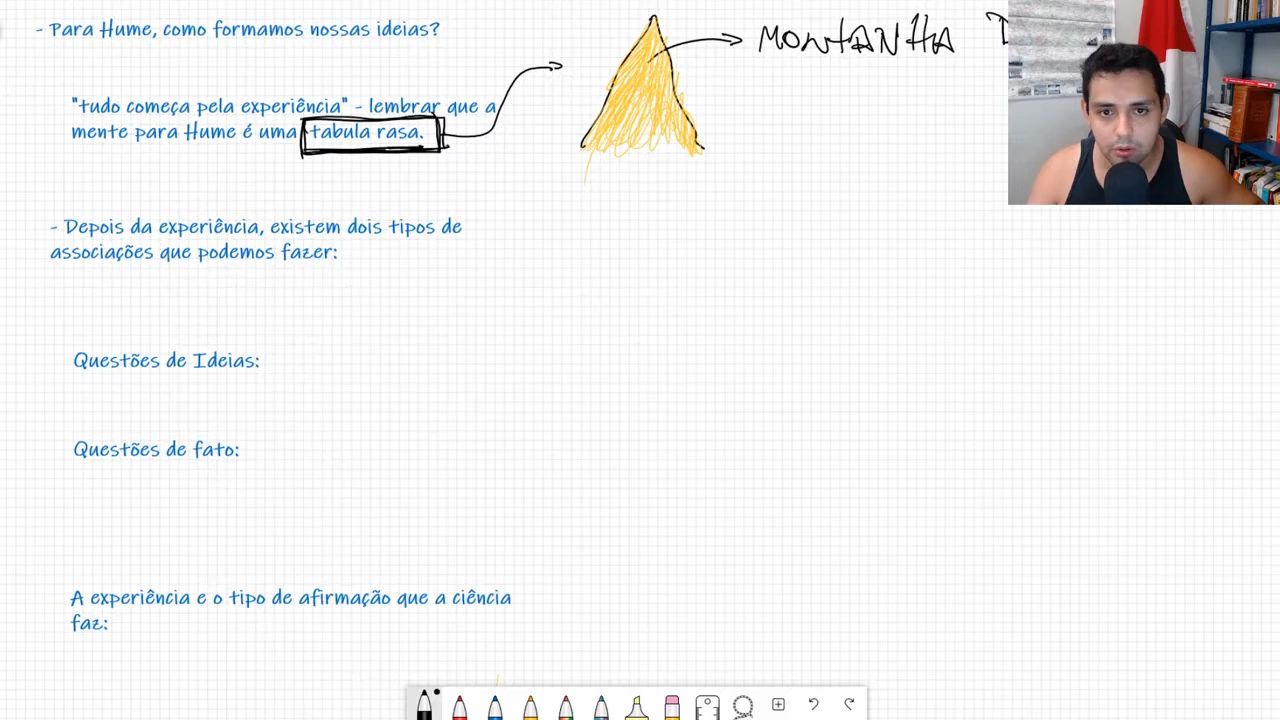 - Para Hume, como formamos nossas ideias?
MONTANHA D
"tudo começa pela experiência" - lembrar que a
mente para Hume é uma tabula rasa.
- Depois da experiência, existem dois tipos de
associações que podemos fazer:
Questões de Ideias:
Questões de fato:
A experiência e o tipo de afirmação que a ciência
faz: